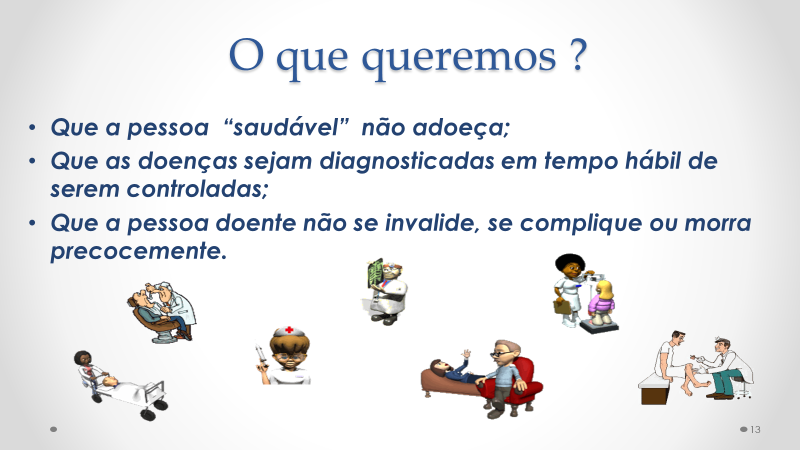 O que queremos ?
• Que a pessoa “saudável” não adoeça;
• Que as doenças sejam diagnosticadas em tempo hábil de
serem controladas;
• Que a pessoa doente não se invalide, se complique ou morra
precocemente.
13